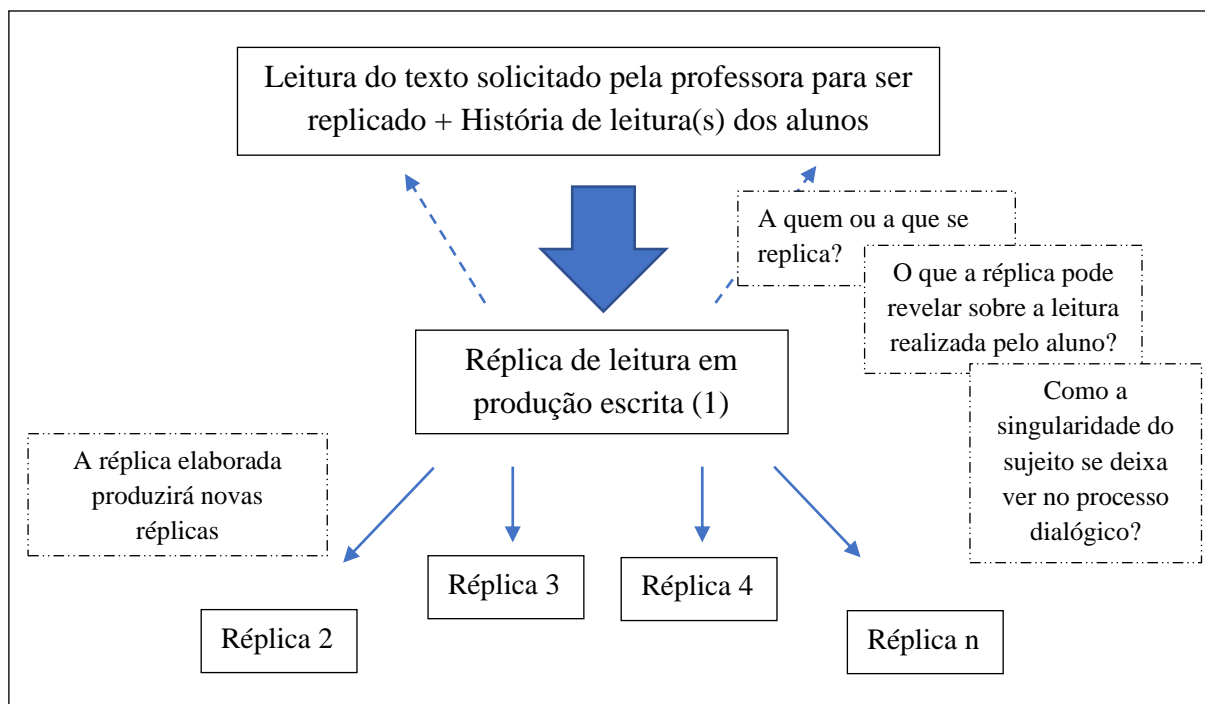 Leitura do texto solicitado pela professora para ser
replicado + História de leitura(s) dos alunos
A quem ou a que se
replica?
O que a réplica pode
revelar sobre a leitura
realizada pelo aluno?
Réplica de leitura em
produção escrita (1)
Como a
singularidade do
sujeito se deixa
ver no processo
dialógico?
A réplica elaborada
produzirá novas
réplicas
Réplica 3
Réplica 4
Réplica 2
Réplica n